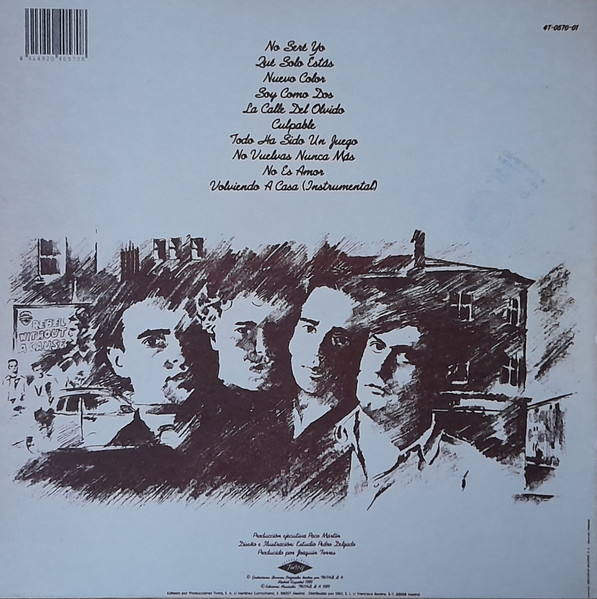 4T-0570-01
No Seré Yo
Qué Solo Estás
Nuevo Color
Soy Como Dos
La Calle Del Olvido
Culpable
Todo Ha Sido Un Juego
No Vuelvas Nunca Más
No Es Amor
Volviendo A Casa (Instrumental)
REBEL
WITHOUT
A CAUSE
Producción ejecutiva Paco Martín
Diseño e Ilustración: Estudio Pedro Delgado
Producido por Joaquín Torres
Twins